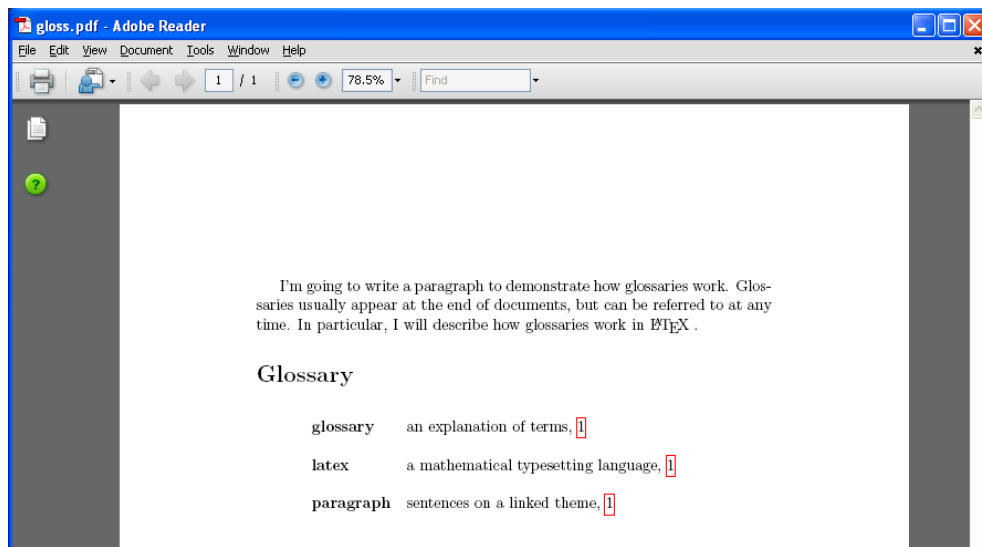 gloss.pdf - Adobe Reader
File Edit View Document Tools Window Help
1 / 1 78.5% Find
I'm going to write a paragraph to demonstrate how glossaries work. Glos-
saries usually appear at the end of documents, but can be referred to at any
time. In particular, I will describe how glossaries work in LATEX .
Glossary
glossary an explanation of terms, 1
latex a mathematical typesetting language, 1
paragraph sentences on a linked theme, 1